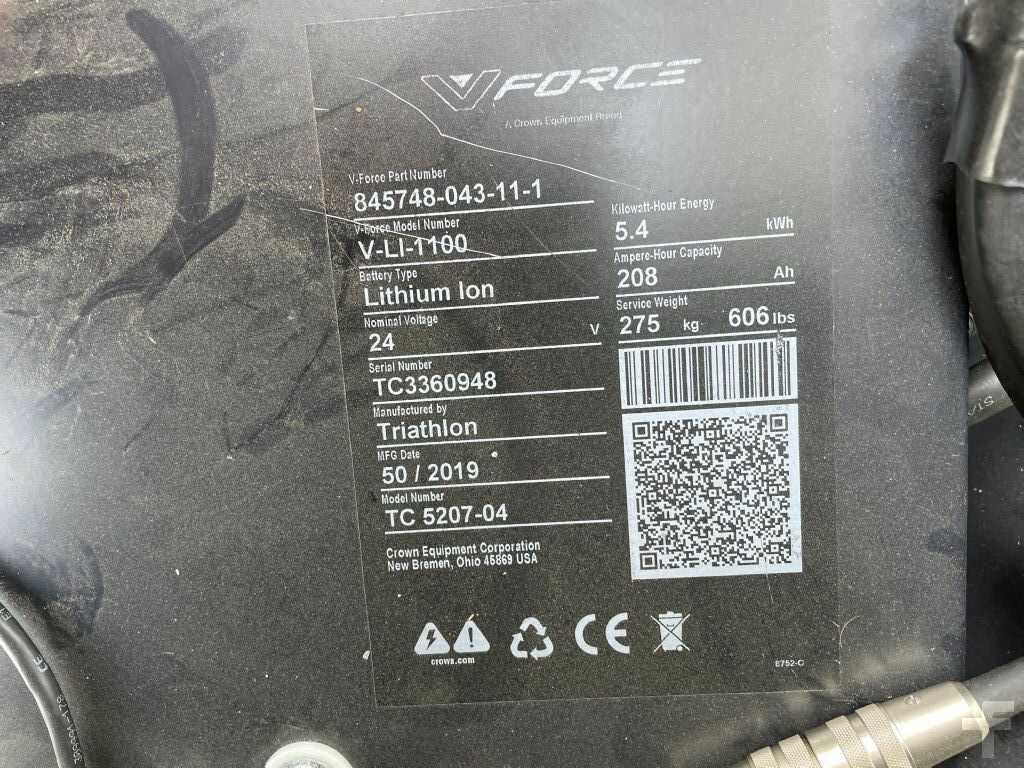 V FORCE
A Crown Equipment Brand
V-Force Part Number
845748-043-11-1
V-Force Model Number
V-LI-1100
Battery Type
Lithium Ion
Nominal Voltage
24 V
Serial Number
TC3360948
Manufactured by
Triathlon
MFG Date
50 / 2019
Model Number
TC 5207-04
Crown Equipment Corporation
New Bremen, Ohio 45869 USA
Kilowatt-Hour Energy
5.4 kWh
Ampere-Hour Capacity
208 Ah
Service Weight
275 kg 606 lbs
crown.com
CE
8752-C